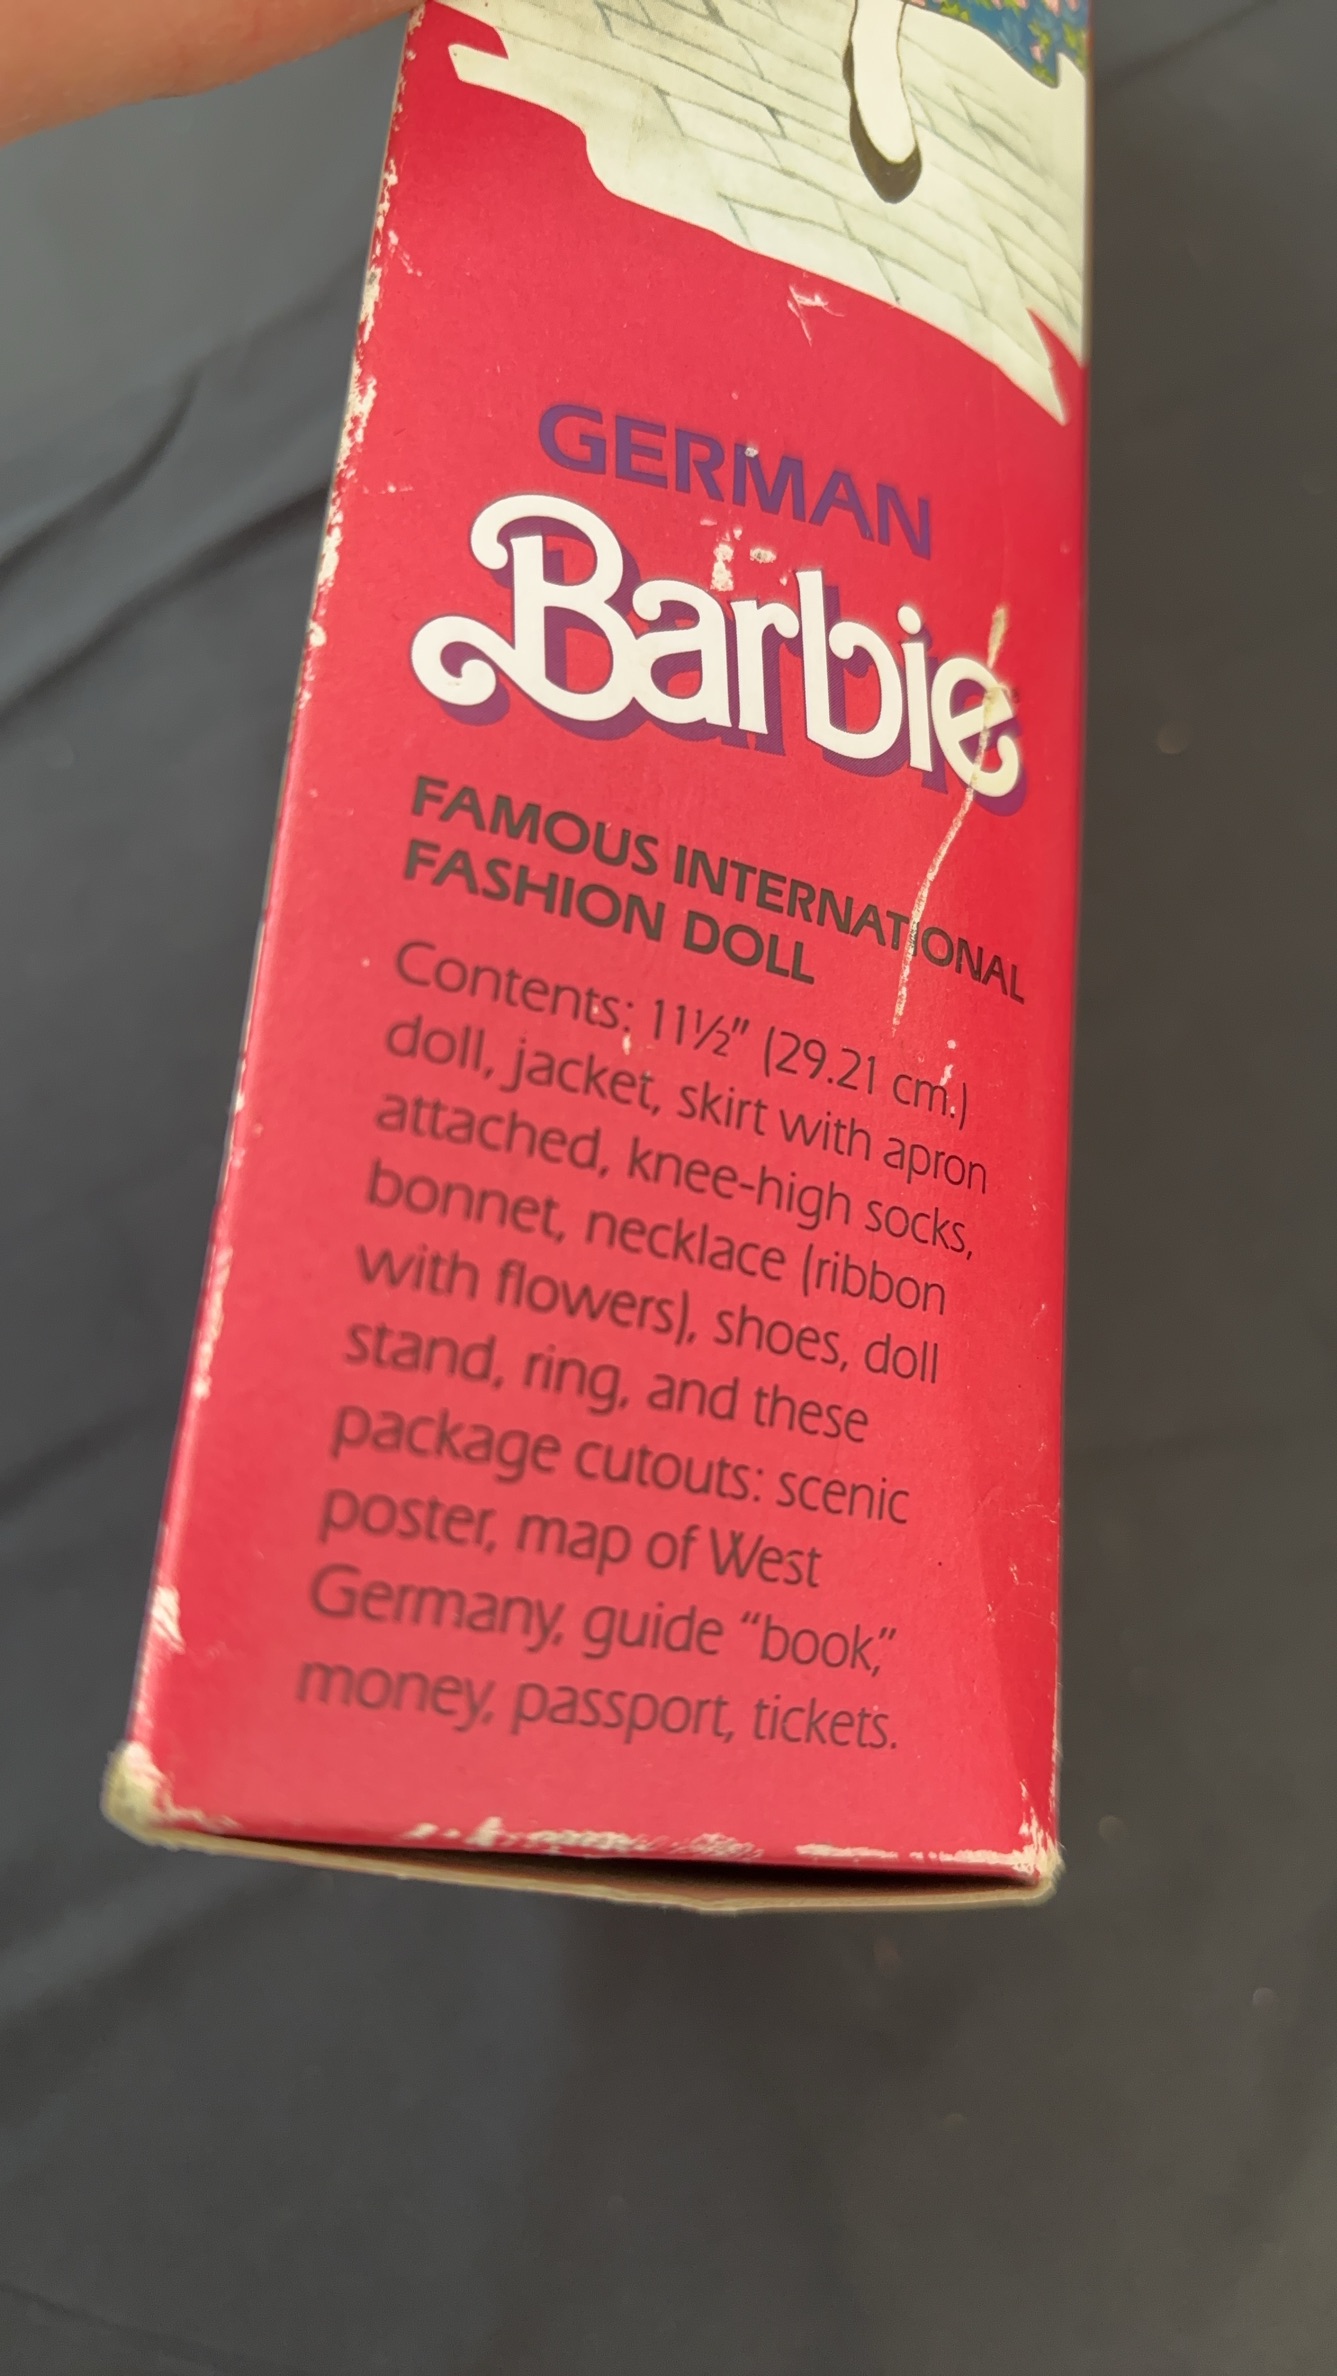 GERMAN
Barbie
FAMOUS INTERNATIONAL
FASHION DOLL
Contents: 11½" (29.21 cm.)
doll, jacket, skirt with apron
attached, knee-high socks,
bonnet, necklace (ribbon
with flowers), shoes, doll
stand, ring, and these
package cutouts: scenic
poster, map of West
Germany, guide “book,”
money, passport, tickets.